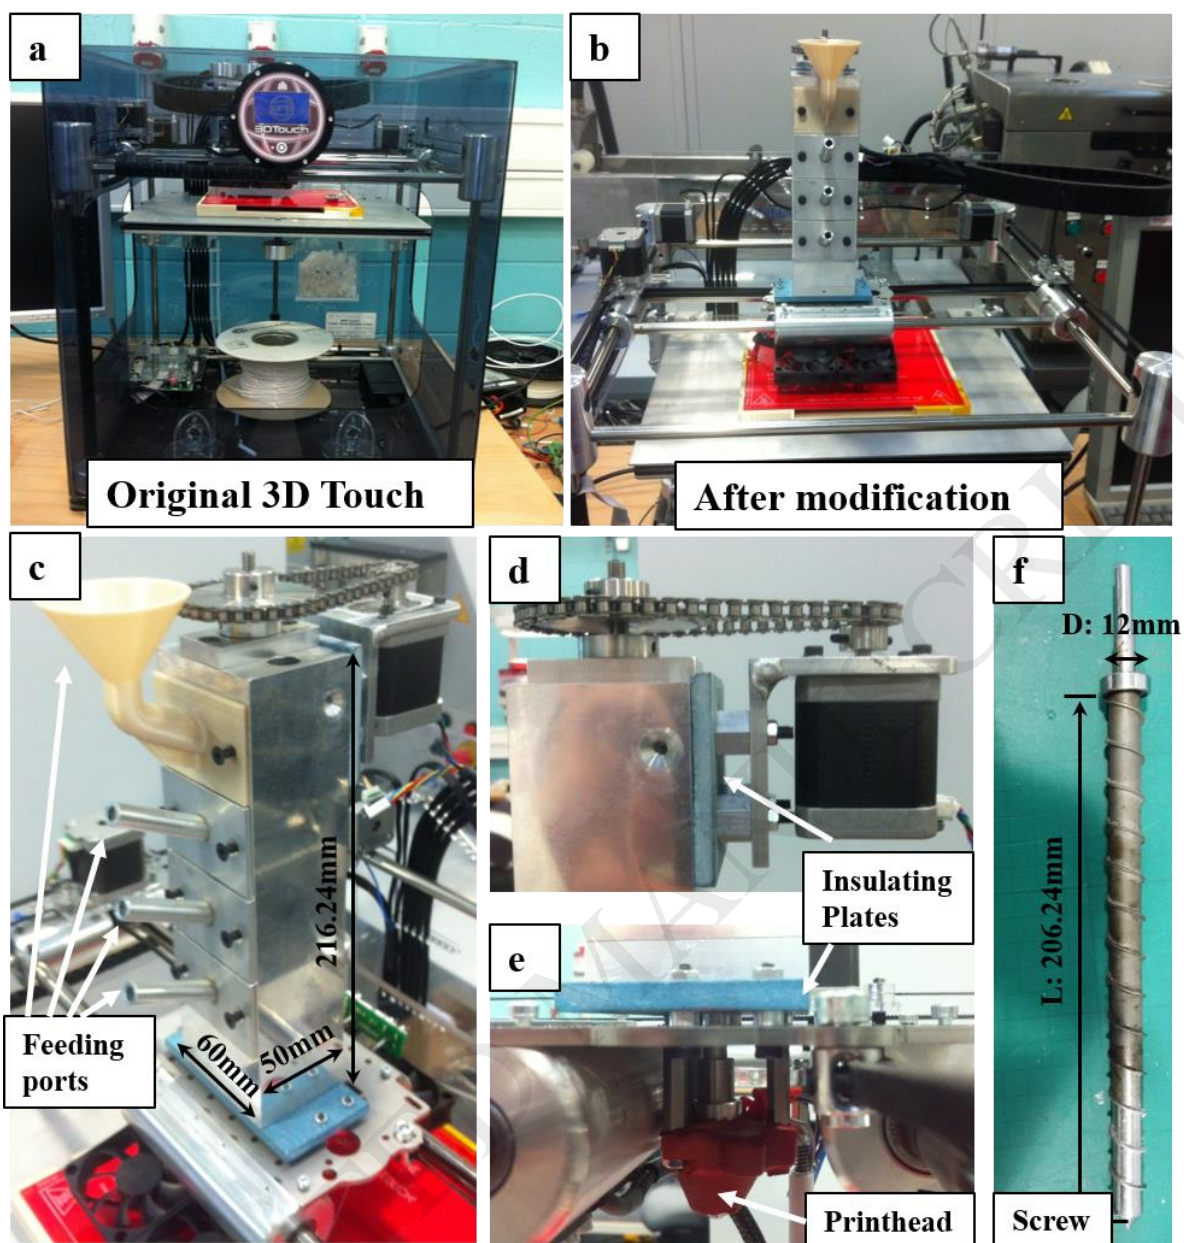 a
3DTouch
Original 3D Touch
b
After modification
c
216.24mm
60mm
50mm
Feeding
ports
d
Insulating
Plates
e
Printhead
f
D: 12mm
L: 206.24mm
Screw